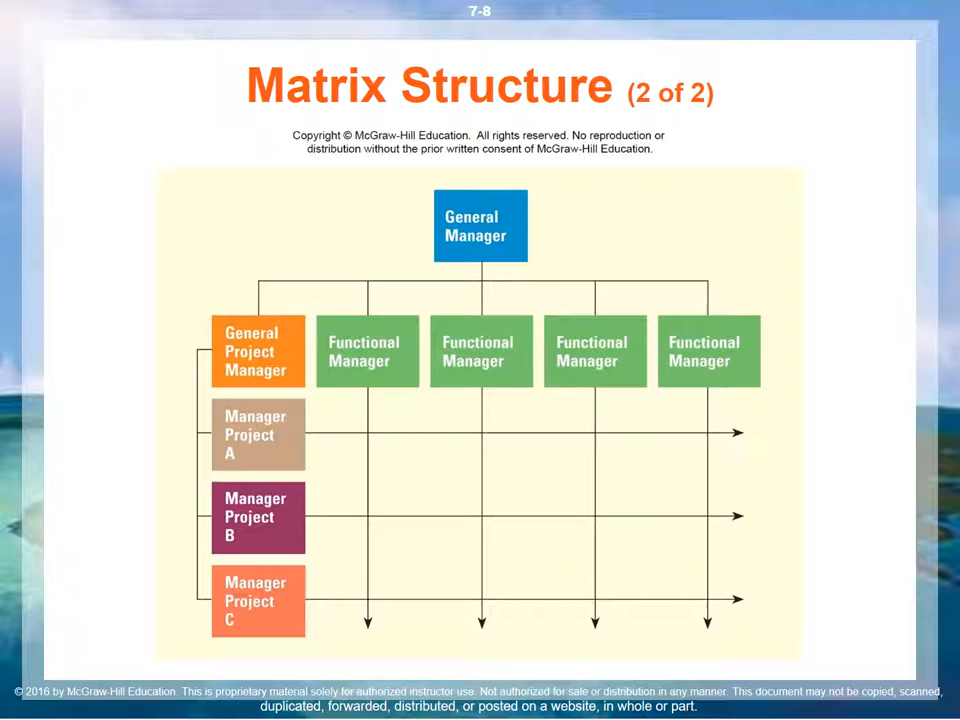 7-8
Matrix Structure (2 of 2)
Copyright © McGraw-Hill Education. All rights reserved. No reproduction or
distribution without the prior written consent of McGraw-Hill Education.
General
Manager
General
Project
Manager
Functional
Manager
Functional
Manager
Functional
Manager
Functional
Manager
Manager
Project
A
Manager
Project
B
Manager
Project
C
© 2016 by McGraw-Hill Education. This is proprietary material solely for authorized instructor use. Not authorized for sale or distribution in any manner. This document may not be copied, scanned,
duplicated, forwarded, distributed, or posted on a website, in whole or part.